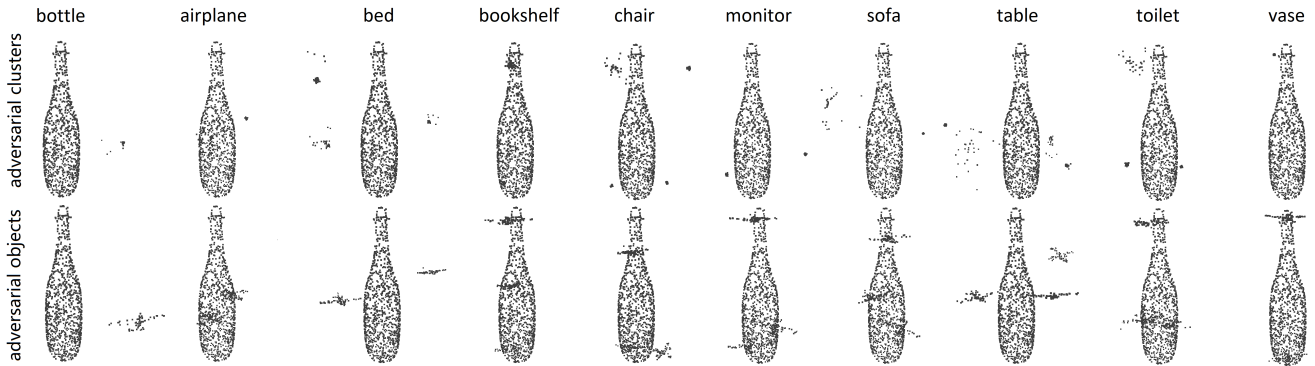 bottle airplane bed bookshelf chair monitor sofa table toilet vase
adversarial clusters
adversarial objects